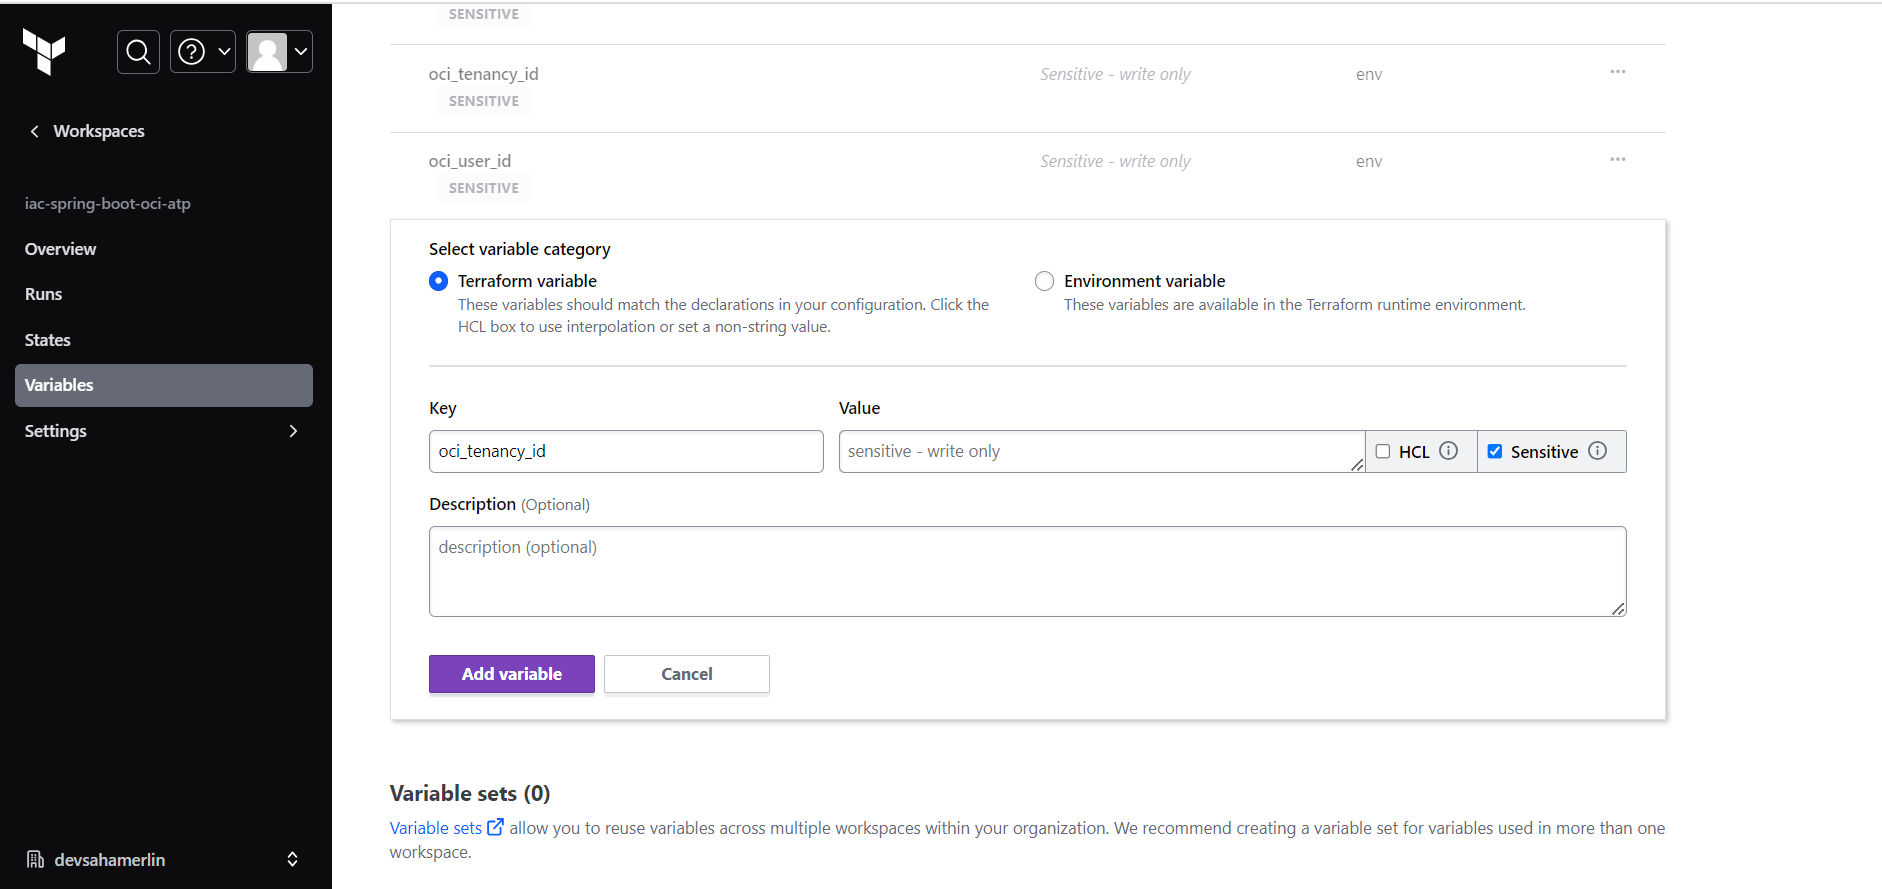 SENSITIVE
oci_tenancy_id Sensitive - write only env
SENSITIVE
Workspaces
oci_user_id Sensitive - write only env
SENSITIVE
iac-spring-boot-oci-atp
Overview
Runs
States
Variables
Settings
Select variable category
Terraform variable
These variables should match the declarations in your configuration. Click the
HCL box to use interpolation or set a non-string value.
Environment variable
These variables are available in the Terraform runtime environment.
Key Value
oci_tenancy_id sensitive - write only HCL Sensitive
Description (Optional)
description (optional)
Add variable Cancel
Variable sets (0)
Variable sets allow you to reuse variables across multiple workspaces within your organization. We recommend creating a variable set for variables used in more than one
workspace.
devsahamerlin